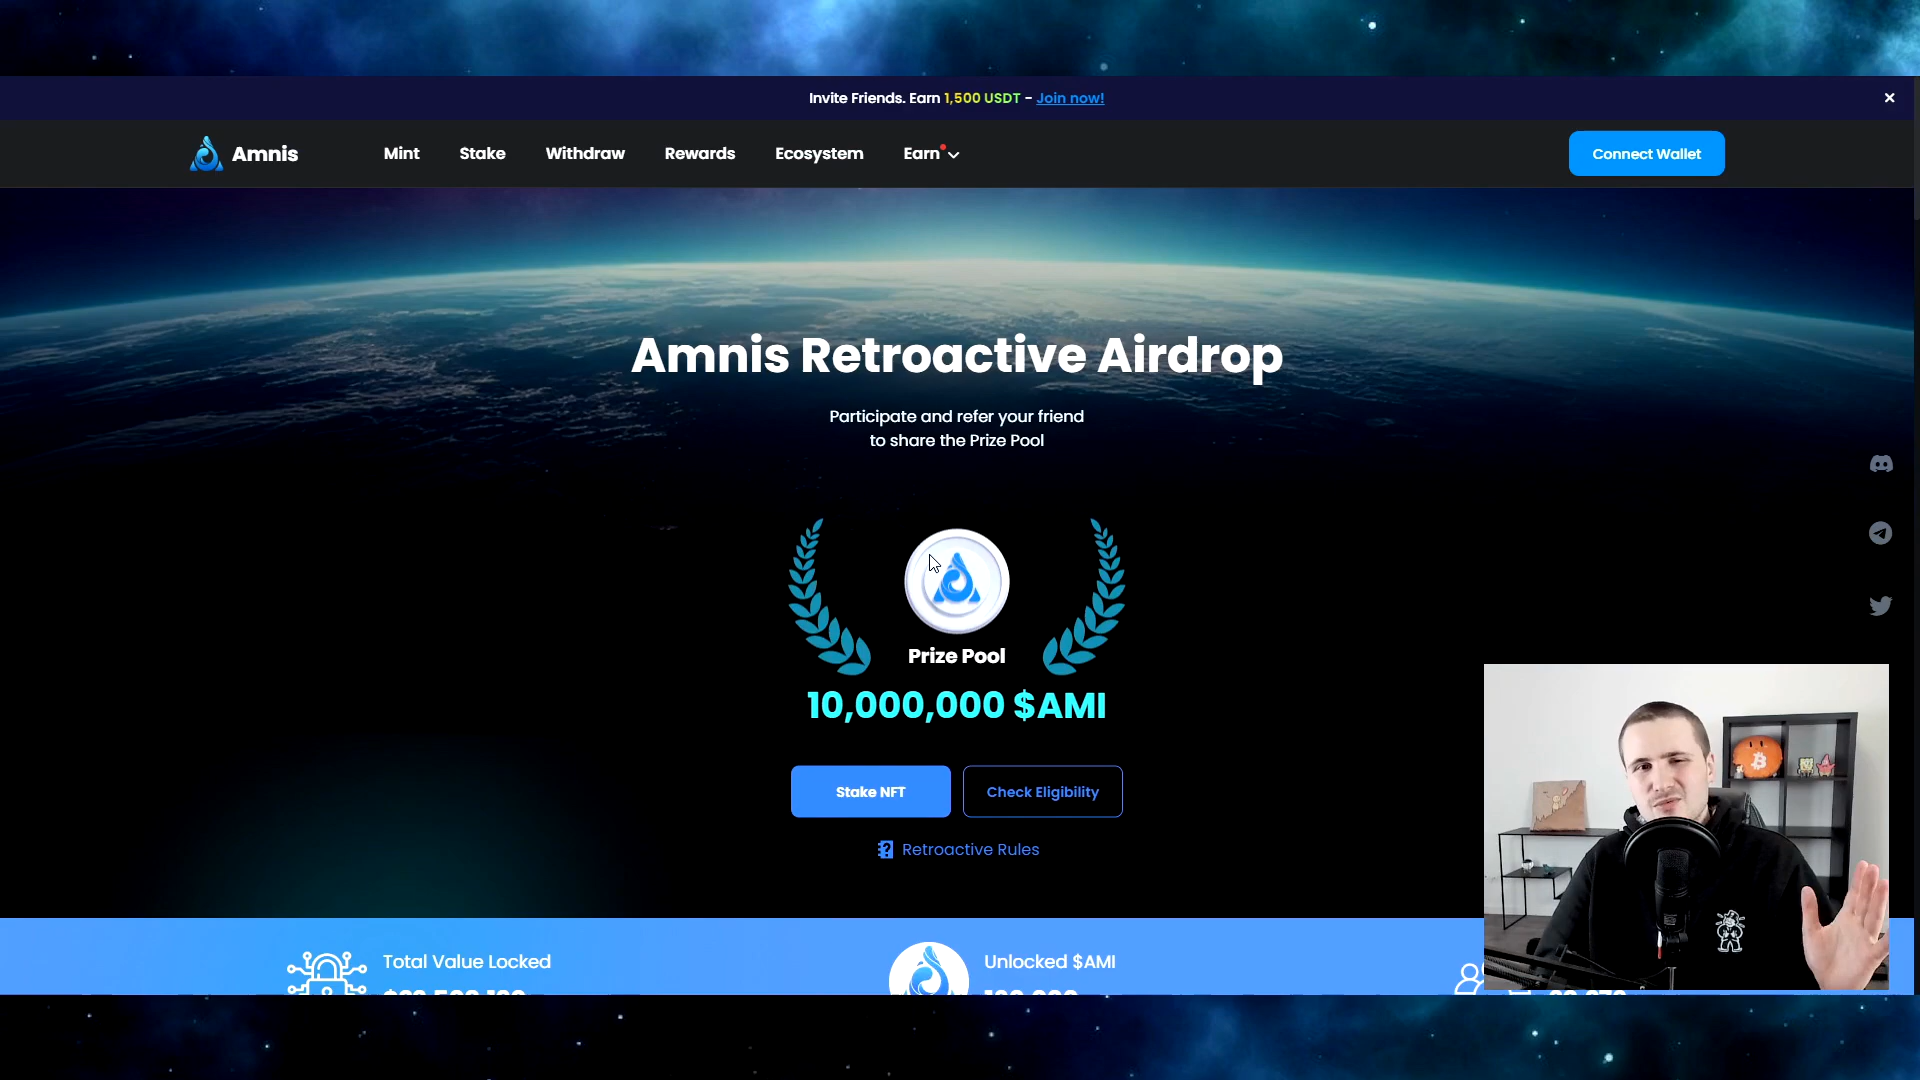 Invite Friends. Earn 1,500 USDT - Join now!
Amnis
Mint Stake Withdraw Rewards Ecosystem Earn
Connect Wallet
Amnis Retroactive Airdrop
Participate and refer your friend
to share the Prize Pool
Prize Pool
10,000,000 $AMI
Stake NFT
Check Eligibility
Retroactive Rules
Total Value Locked
Unlocked $AMI